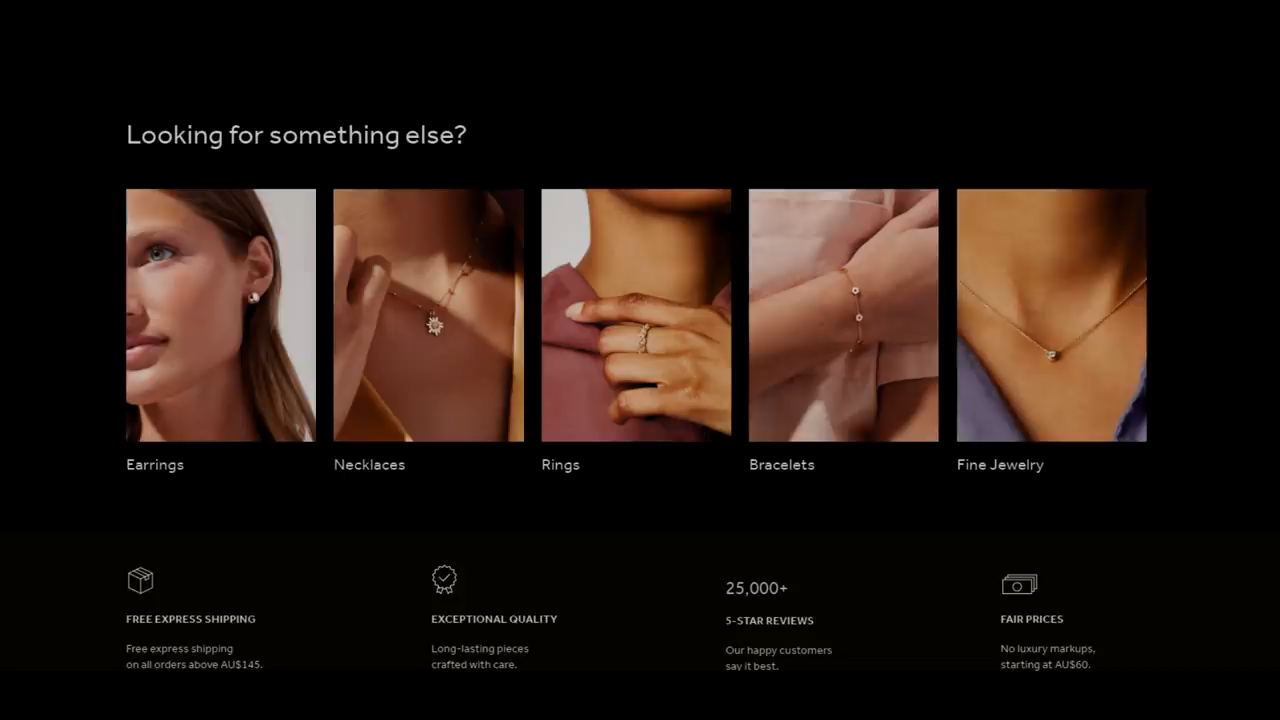 Looking for something else?
Earrings
Necklaces
Rings
Bracelets
Fine Jewelry
FREE EXPRESS SHIPPING
Free express shipping
on all orders above AU$145.
EXCEPTIONAL QUALITY
Long-lasting pieces
crafted with care.
25,000+
5-STAR REVIEWS
Our happy customers
say it best.
FAIR PRICES
No luxury markups,
starting at AU$60.